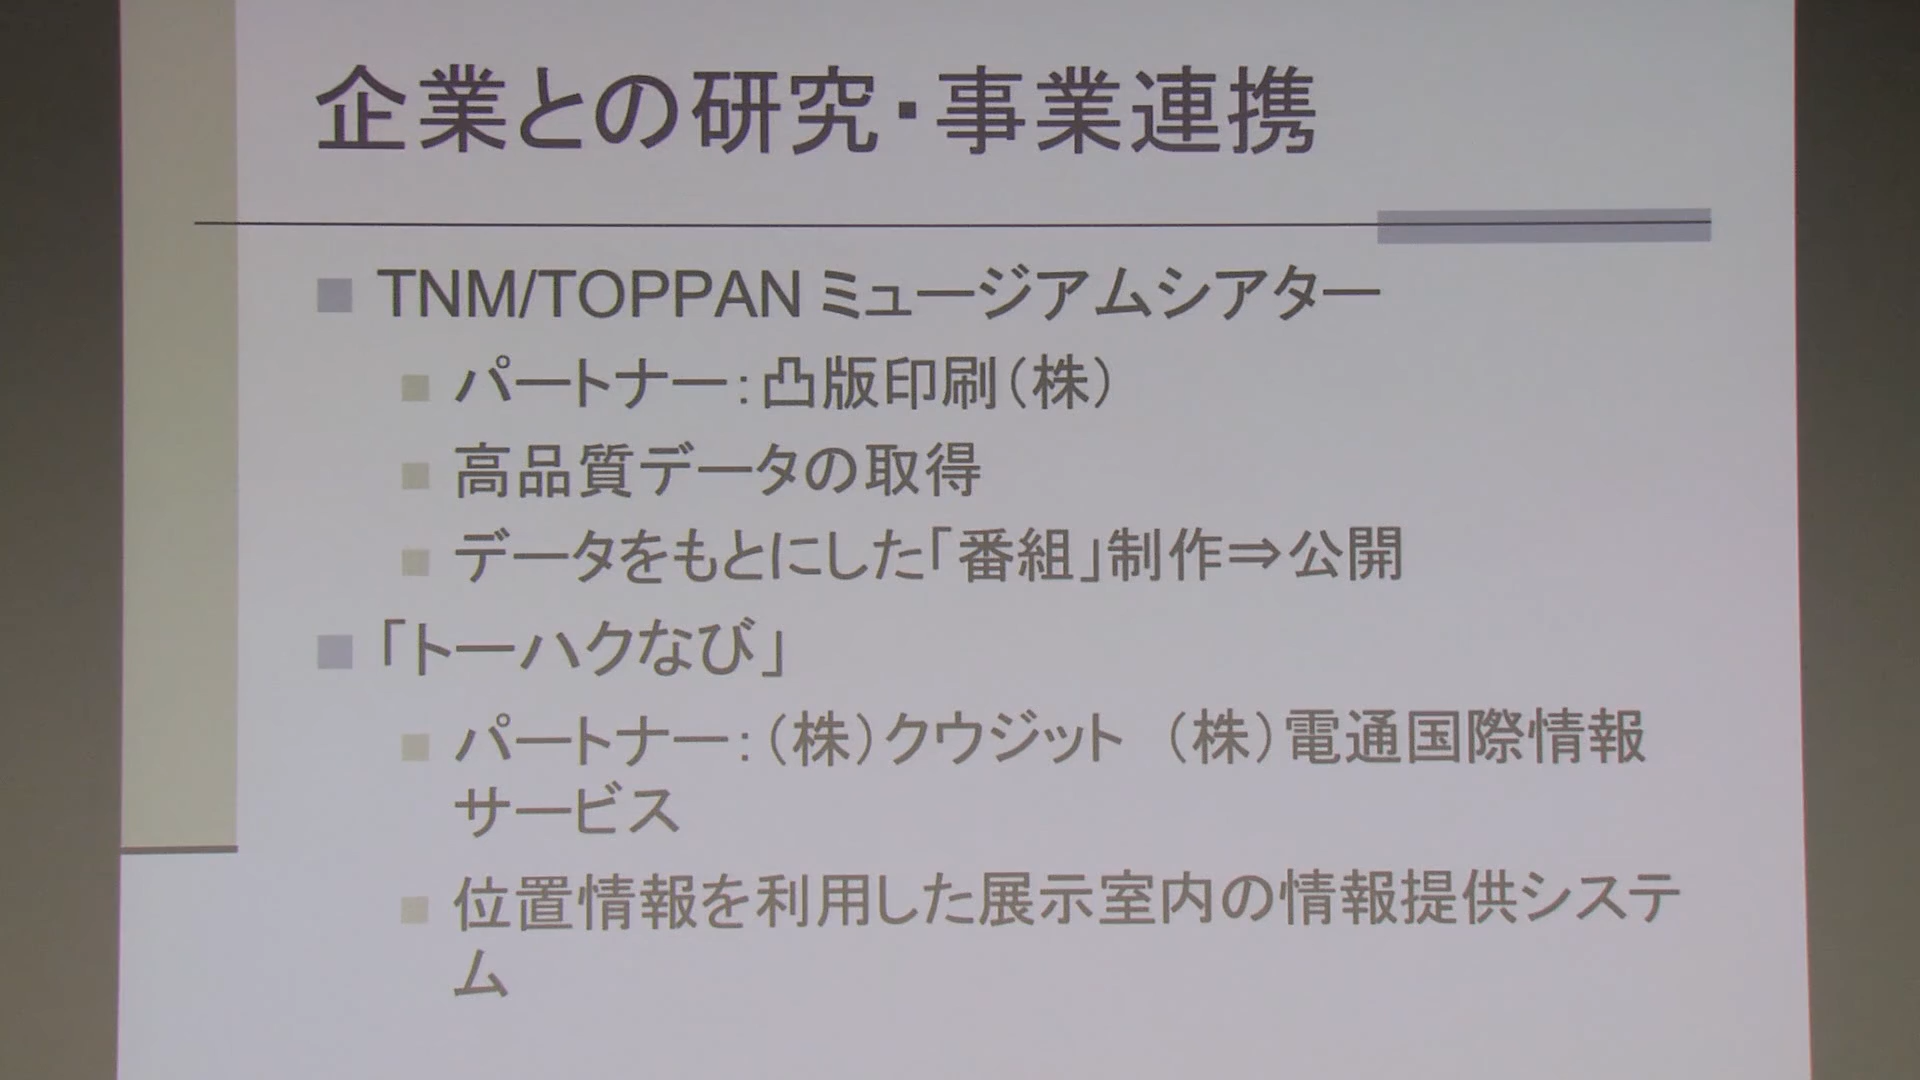 企業との研究・事業連携
TNM/TOPPAN ミュージアムシアター
パートナー：凸版印刷（株）
高品質データの取得
データをもとにした「番組」制作⇒公開
「トーハクなび」
パートナー：（株）クウジット （株）電通国際情報
サービス
位置情報を利用した展示室内の情報提供システ
ム